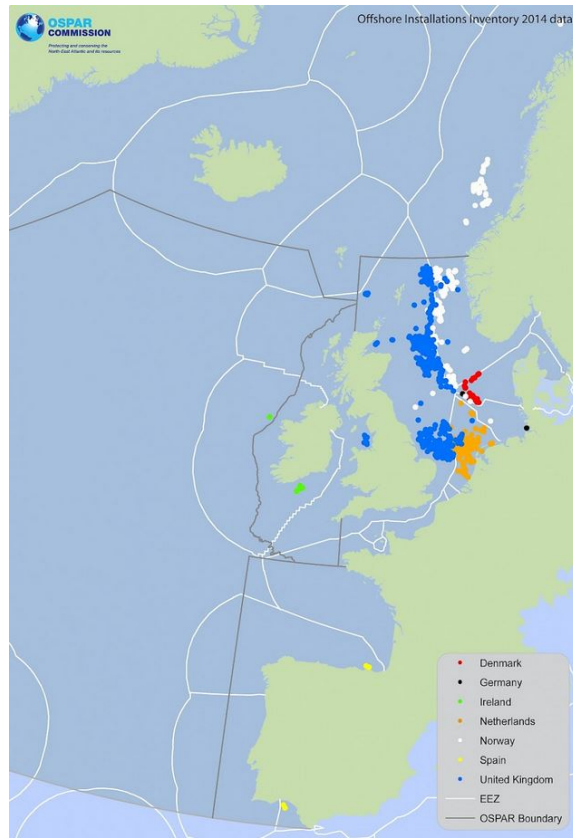 OSPAR
COMMISSION
Protecting and conserving the
North-East Atlantic and its resources
Offshore Installations Inventory 2014 data
Denmark
Germany
Ireland
Netherlands
Norway
Spain
United Kingdom
EEZ
OSPAR Boundary